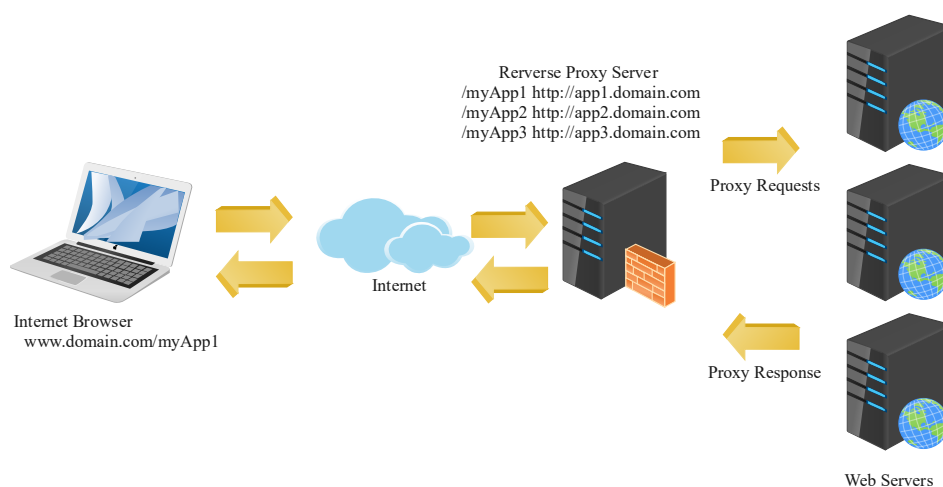 Rerverse Proxy Server
/myApp1 http://app1.domain.com
/myApp2 http://app2.domain.com
/myApp3 http://app3.domain.com
Proxy Requests
Internet
Internet Browser
www.domain.com/myApp1
Proxy Response
Web Servers